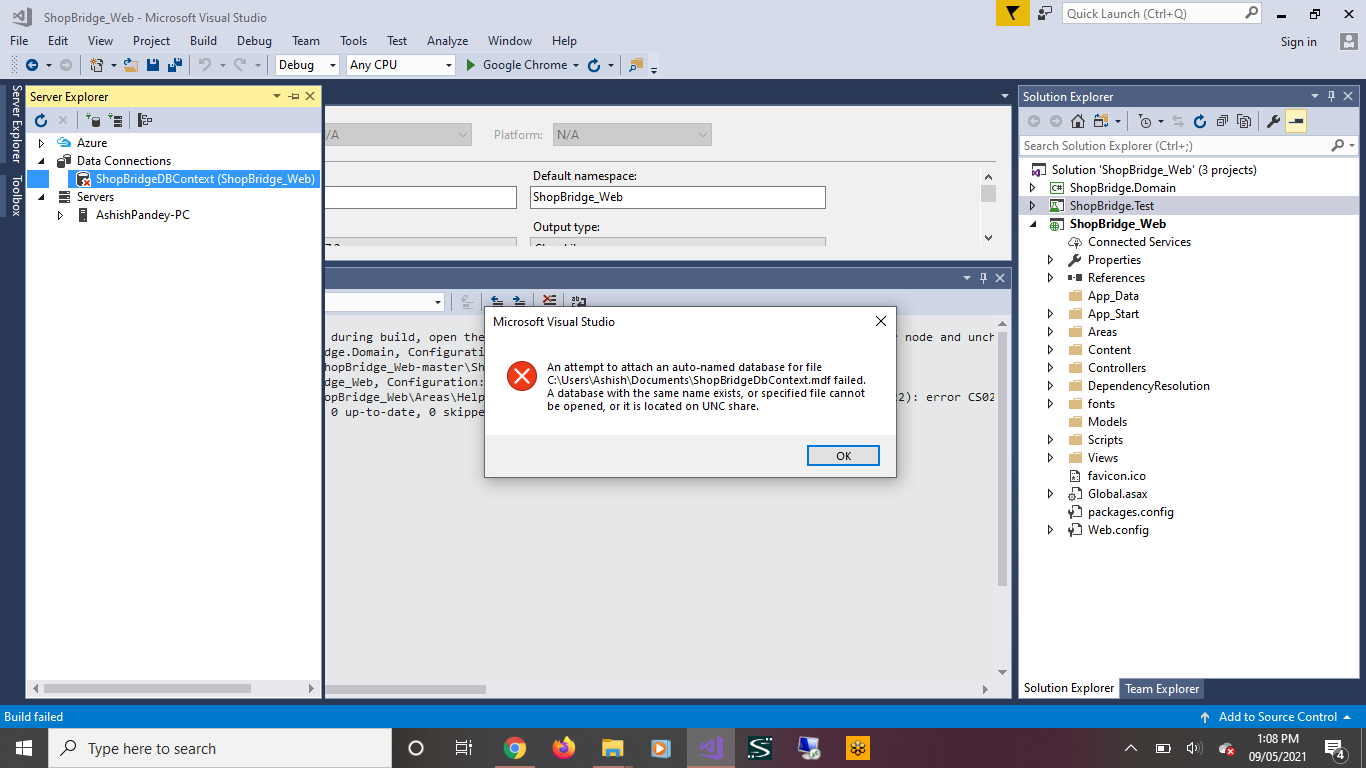 ShopBridge_Web - Microsoft Visual Studio
Quick Launch (Ctrl+Q)
File Edit View Project Build Debug Team Tools Test Analyze Window Help
Sign in
Debug Any CPU Google Chrome
Server Explorer
Toolbox
Server Explorer
Azure
Data Connections
ShopBridgeDBContext (ShopBridge_Web)
Servers
AshishPandey-PC
/A Platform: N/A
Default namespace:
ShopBridge_Web
Output type:
during build, open the
node and unch
dge.Domain, Configurati
hopBridge_Web-master\Sh
dge_Web, Configuration:
opBridge_Web\Areas\Help
2): error CS02
0 up-to-date, 0 skippe
Microsoft Visual Studio
An attempt to attach an auto-named database for file
C:\Users\Ashish\Documents\ShopBridgeDbContext.mdf failed.
A database with the same name exists, or specified file cannot
be opened, or it is located on UNC share.
OK
Solution Explorer
Search Solution Explorer (Ctrl+;)
Solution 'ShopBridge_Web' (3 projects)
ShopBridge.Domain
ShopBridge.Test
ShopBridge_Web
Connected Services
Properties
References
App_Data
App_Start
Areas
Content
Controllers
DependencyResolution
fonts
Models
Scripts
Views
favicon.ico
Global.asax
packages.config
Web.config
Solution Explorer Team Explorer
Build failed
Add to Source Control
Type here to search
1:08 PM
09/05/2021
4